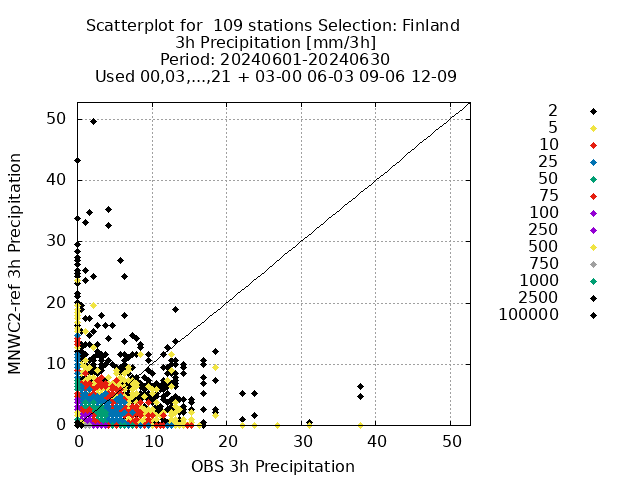 Scatterplot for  109 stations Selection: Finland
3h Precipitation [mm/3h]
Period: 20240601-20240630
Used 00,03,...,21 + 03-00 06-03 09-06 12-09
MNWC2-ref 3h Precipitation
50
40
30
20
10
0
0 10 20 30 40 50
OBS 3h Precipitation
2
5
10
25
50
75
100
250
500
750
1000
2500
100000